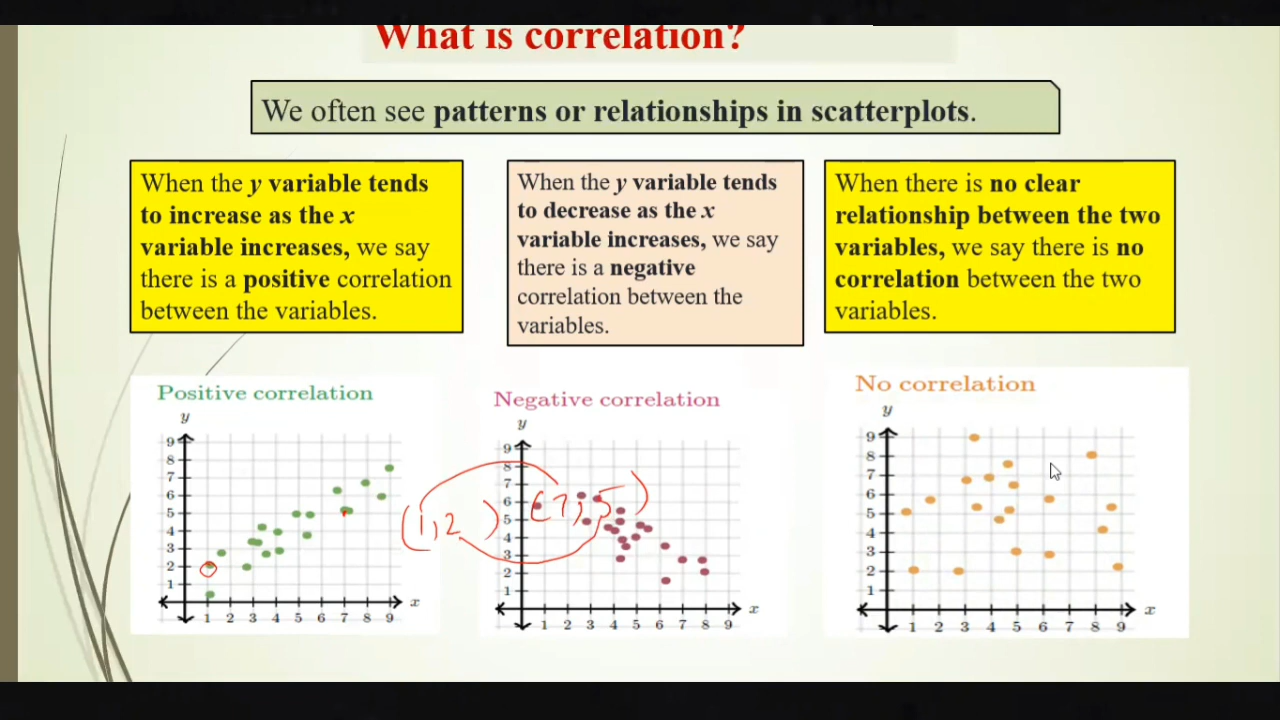 What is correlation?
We often see patterns or relationships in scatterplots.
When the y variable tends
to increase as the x
variable increases, we say
there is a positive correlation
between the variables.
When the y variable tends
to decrease as the x
variable increases, we say
there is a negative
correlation between the
variables.
When there is no clear
relationship between the two
variables, we say there is no
correlation between the two
variables.
Positive correlation
y
9
8
7
6
5
4
3
2
1
1 2 3 4 5 6 7 8 9 x
Negative correlation
y
9
8
7
6
5
4
3
2
1
1 2 3 4 5 6 7 8 9 x
(1,2) (7,5)
No correlation
y
9
8
7
6
5
4
3
2
1
1 2 3 4 5 6 7 8 9 x